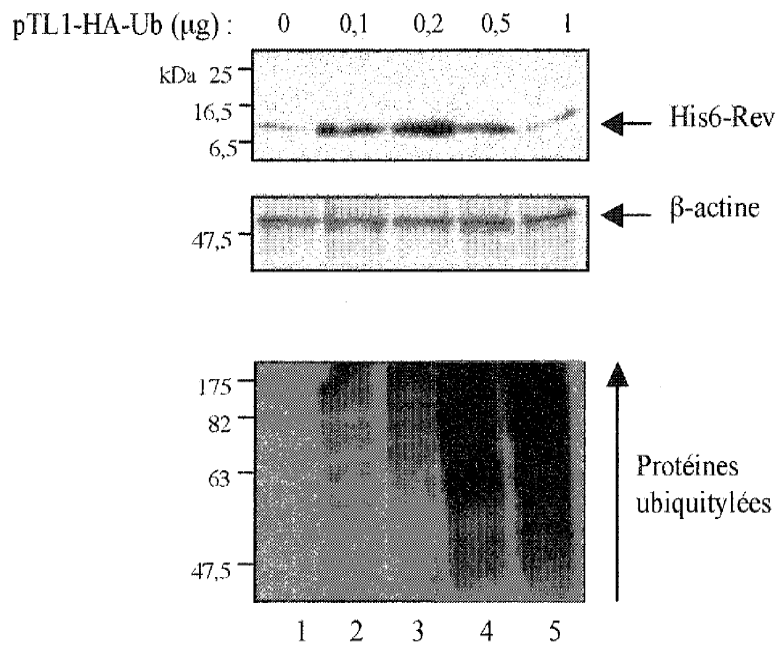 pTL1-HA-Ub (µg) : 0 0,1 0,2 0,5 1
kDa 25
16,5
6,5
His6-Rev
47,5
β-actine
175
82
63
47,5
Protéines
ubiquitylées
1 2 3 4 5